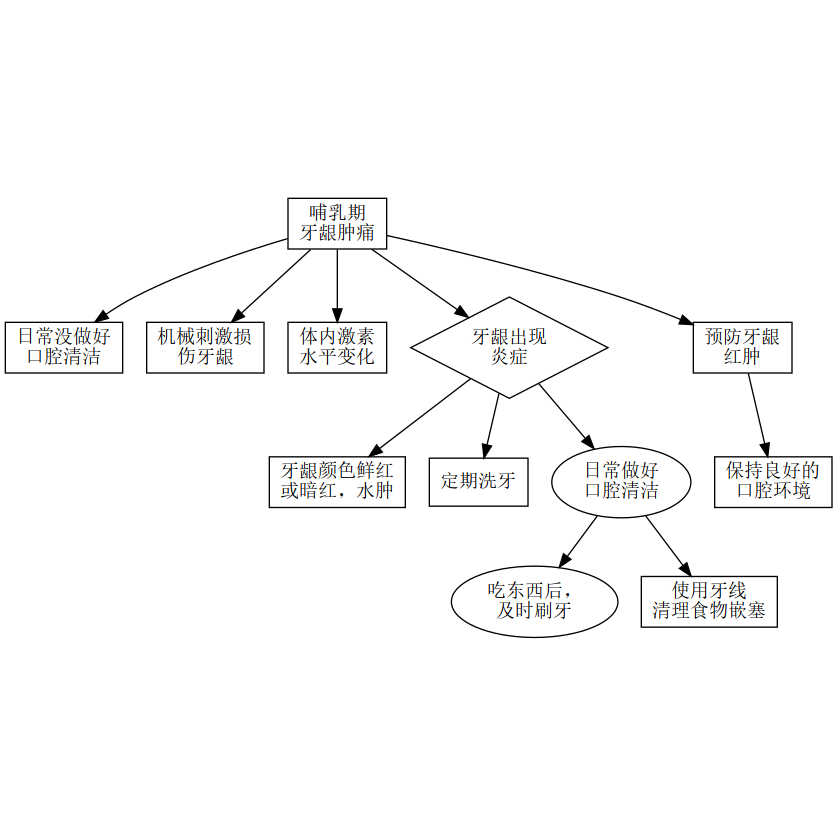 哺乳期
牙龈肿痛
日常没做好
口腔清洁
机械刺激损
伤牙龈
体内激素
水平变化
牙龈出现
炎症
预防牙龈
红肿
牙龈颜色鲜红
或暗红，水肿
定期洗牙
日常做好
口腔清洁
保持良好的
口腔环境
吃东西后，
及时刷牙
使用牙线
清理食物嵌塞